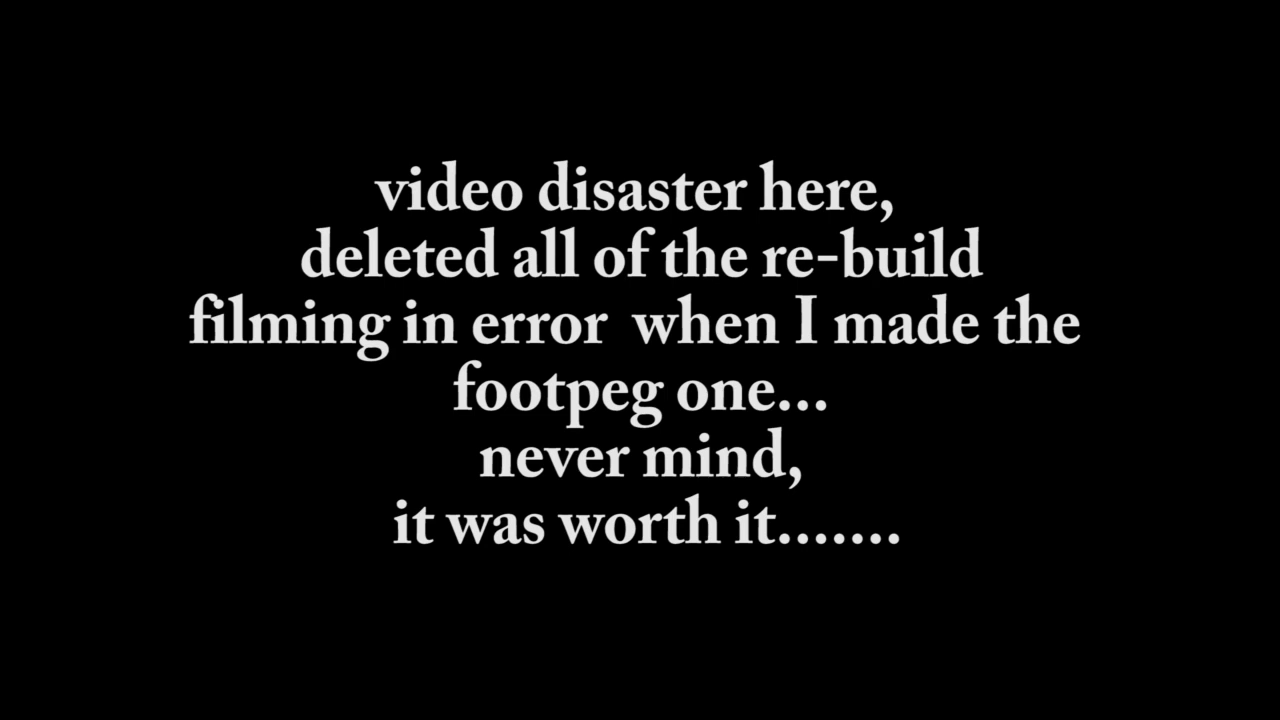 video disaster here,
deleted all of the re-build
filming in error  when I made the
footpeg one...
never mind,
it was worth it.......